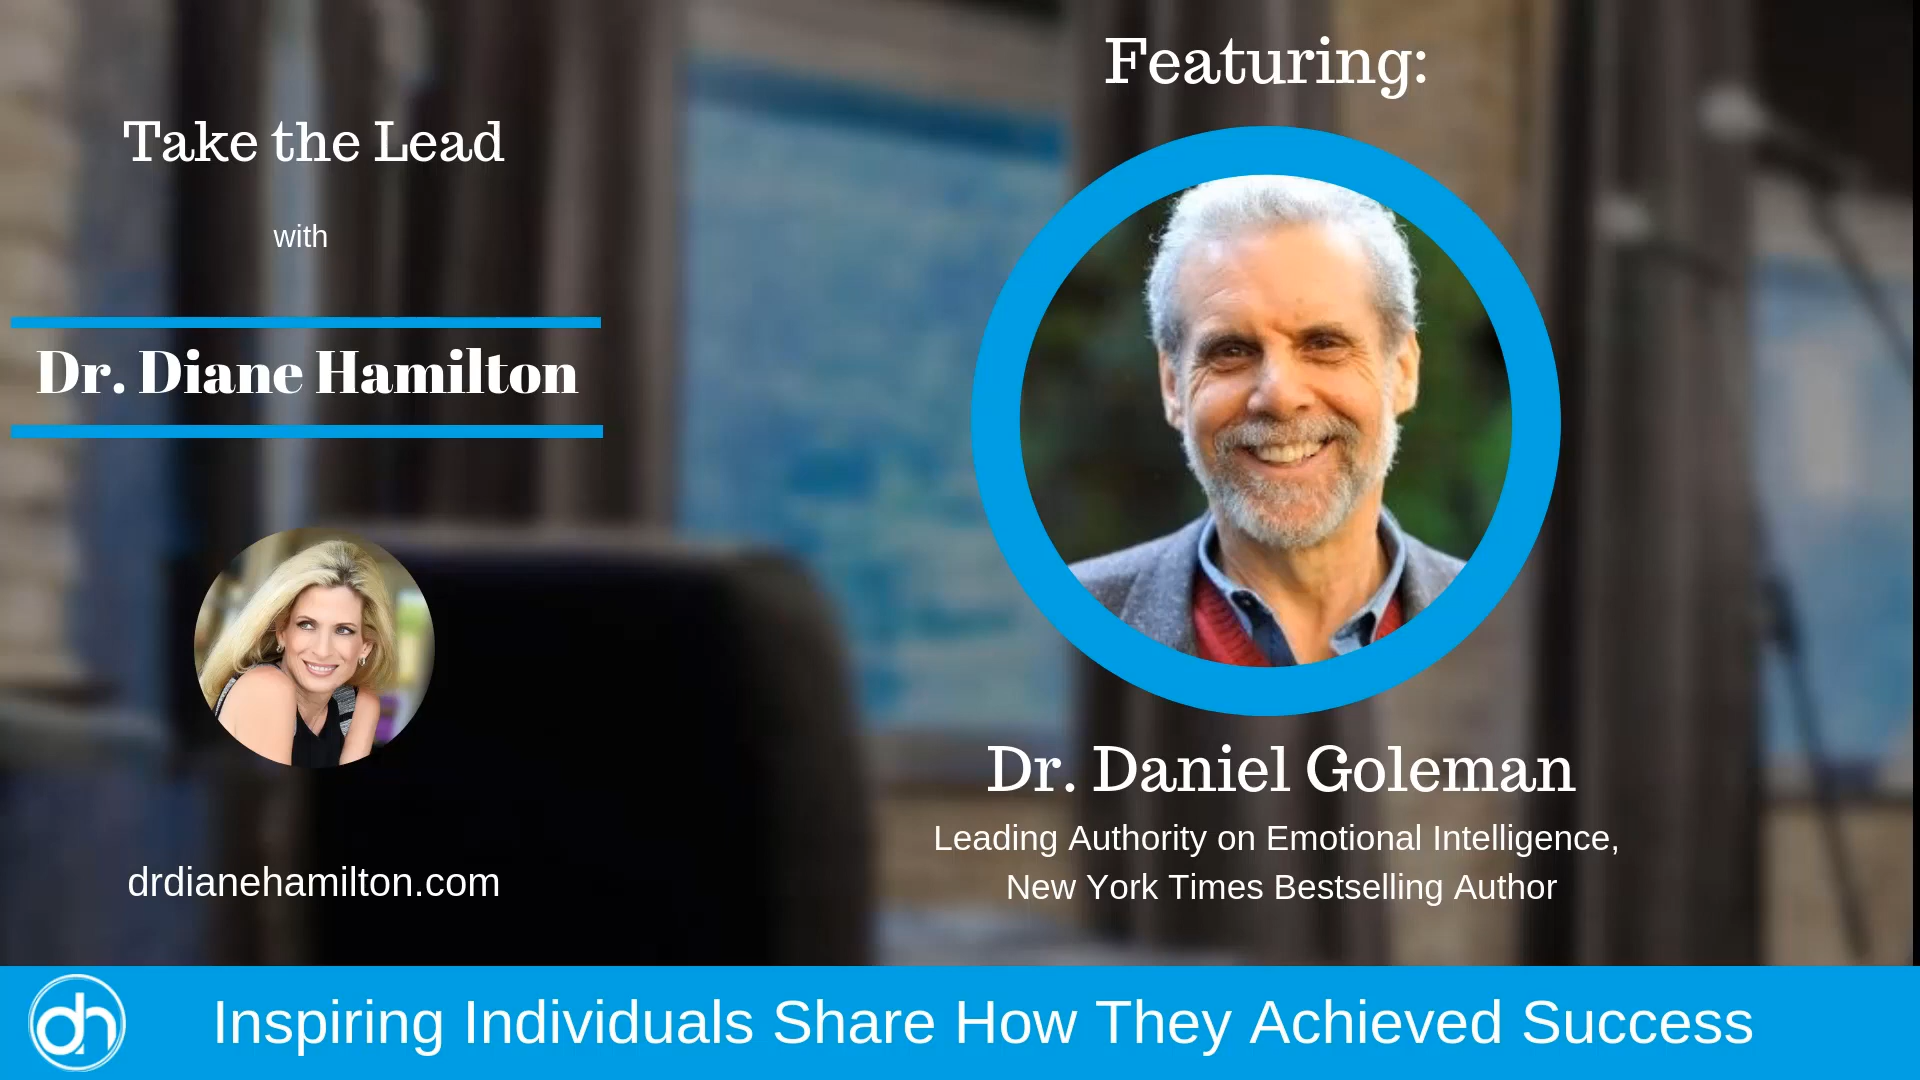 Take the Lead
with
Dr. Diane Hamilton
drdianehamilton.com
Featuring:
Dr. Daniel Goleman
Leading Authority on Emotional Intelligence,
New York Times Bestselling Author
dh
Inspiring Individuals Share How They Achieved Success